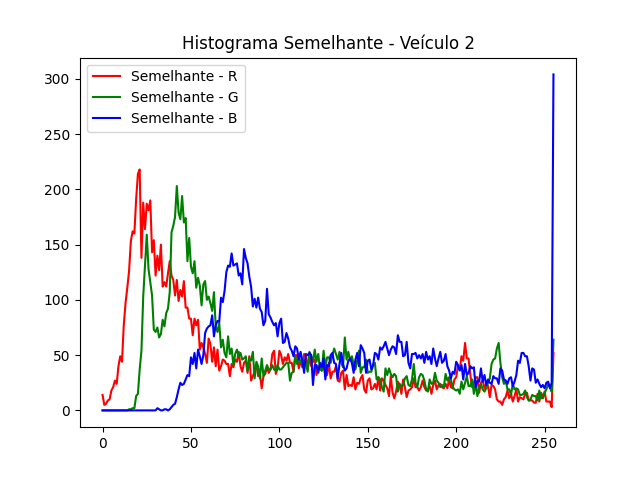 Histograma Semelhante - Veículo 2
Semelhante - R
Semelhante - G
Semelhante - B
300
250
200
150
100
50
0
0 50 100 150 200 250